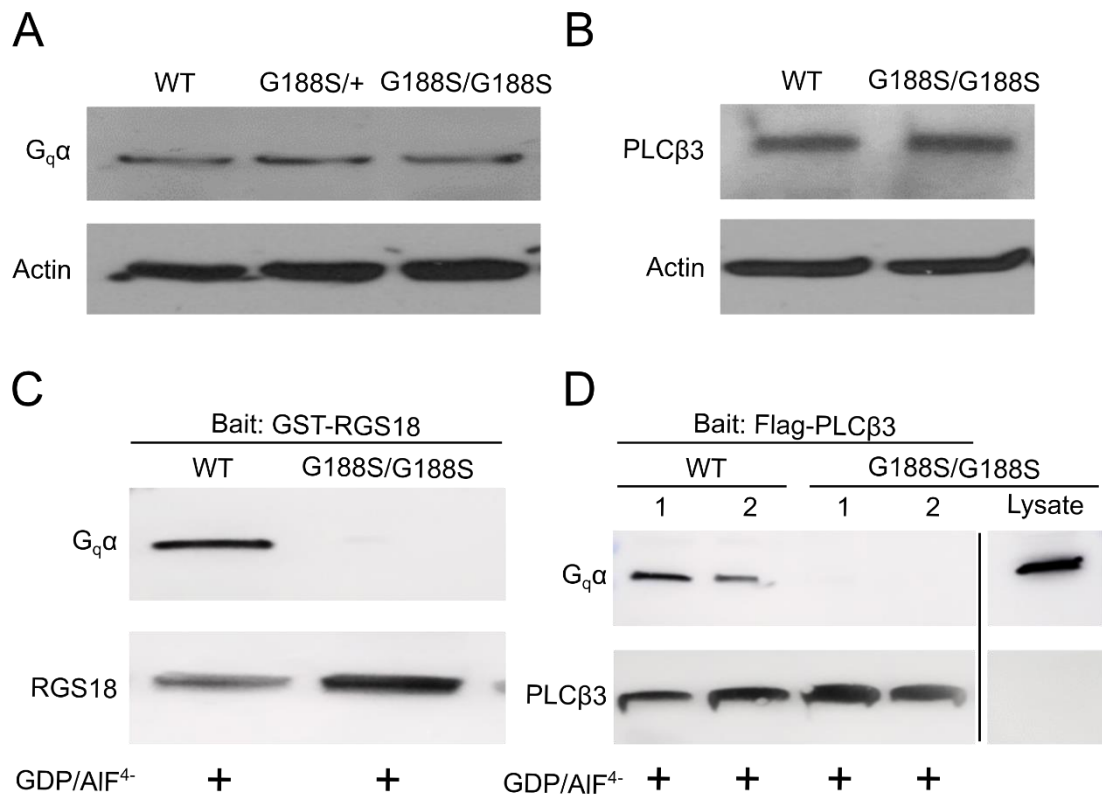 A
WT G188S/+ G188S/G188S
Gqα
Actin
B
WT G188S/G188S
PLCβ3
Actin
C
Bait: GST-RGS18
WT G188S/G188S
Gqα
RGS18
GDP/AlF⁴⁻ + +
D
Bait: Flag-PLCβ3
WT G188S/G188S
1 2 1 2 Lysate
Gqα
PLCβ3
GDP/AlF⁴⁻ + + + +